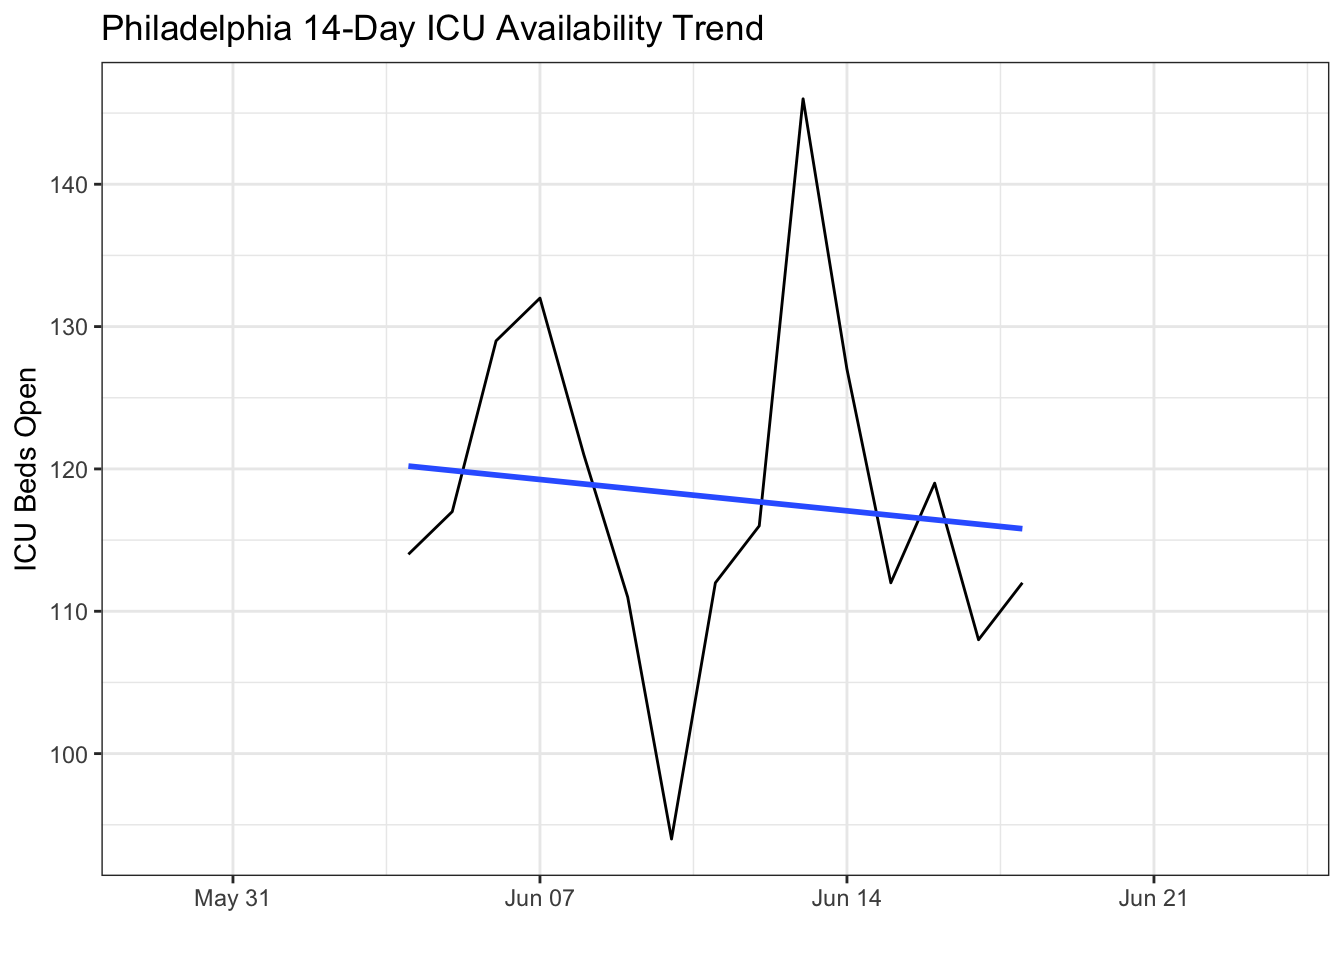 Philadelphia 14-Day ICU Availability Trend
ICU Beds Open
140
130
120
110
100
May 31
Jun 07
Jun 14
Jun 21